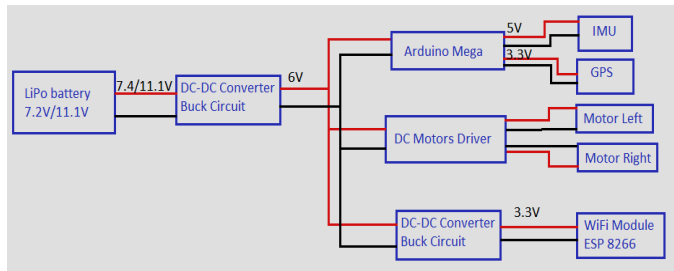 LiPo battery
7.2V/11.1V
7.4/11.1V
DC-DC Converter
Buck Circuit
6V
Arduino Mega
5V
3.3V
IMU
GPS
DC Motors Driver
Motor Left
Motor Right
DC-DC Converter
Buck Circuit
3.3V
WiFi Module
ESP 8266